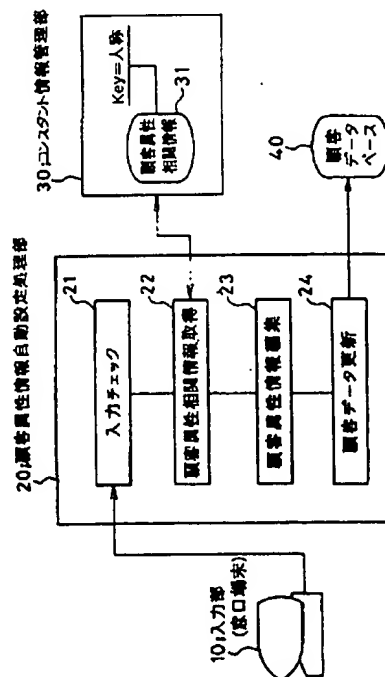 10;入力部
(窓口端末)
20;顧客属性情報自動設定処理部
21
入力チェック
22
顧客属性相関情報取得
23
顧客属性情報編集
24
顧客データ更新
30;コンスタント情報管理部
Key=人称
顧客属性
相関情報
31
40
顧客
データ
ベース